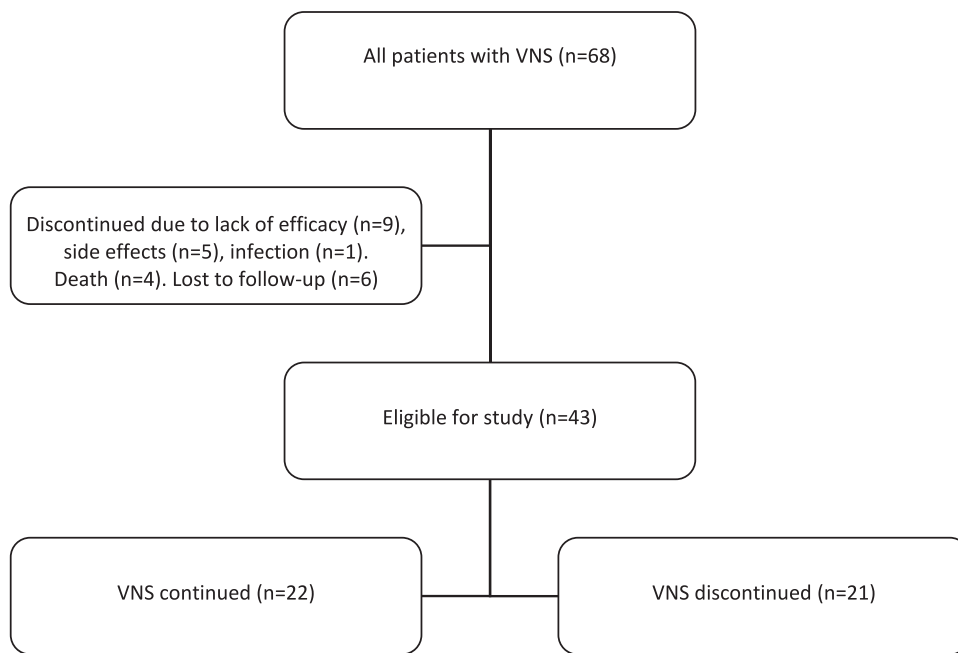 All patients with VNS (n=68)
Discontinued due to lack of efficacy (n=9),
side effects (n=5), infection (n=1).
Death (n=4). Lost to follow-up (n=6)
Eligible for study (n=43)
VNS continued (n=22)
VNS discontinued (n=21)